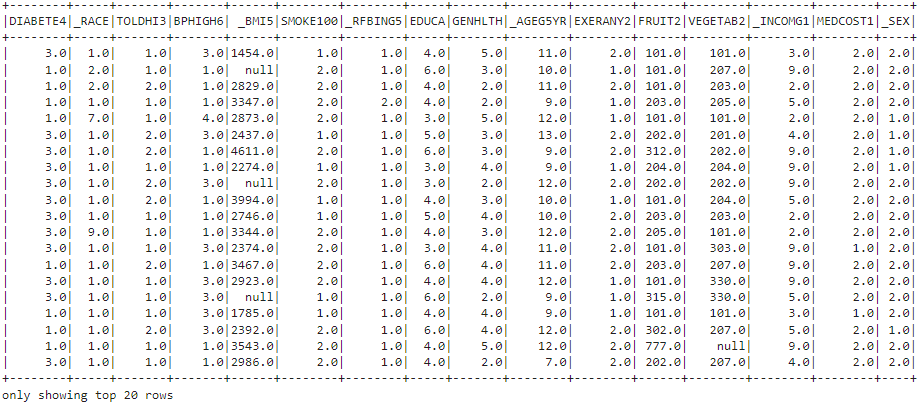 +--------+-----+-------+-------+------+--------+--------+-----+-------+--------+--------+------+--------+--------+--------+----+
|DIABETE4|_RACE|TOLDHI3|BPHIGH6| _BMI5|SMOKE100|_RFBING5|EDUCA|GENHLTH|_AGEG5YR|EXERANY2|FRUIT2|VEGETAB2|_INCOMG1|MEDCOST1|_SEX|
+--------+-----+-------+-------+------+--------+--------+-----+-------+--------+--------+------+--------+--------+--------+----+
|     3.0|  1.0|    1.0|    3.0|1454.0|     1.0|     1.0|  4.0|    5.0|    11.0|     2.0| 101.0|   101.0|     3.0|     2.0| 2.0|
|     1.0|  2.0|    1.0|    1.0|  null|     2.0|     1.0|  6.0|    3.0|    10.0|     1.0| 101.0|   207.0|     9.0|     2.0| 2.0|
|     1.0|  2.0|    2.0|    1.0|2829.0|     2.0|     1.0|  4.0|    2.0|    11.0|     2.0| 101.0|   203.0|     2.0|     2.0| 2.0|
|     1.0|  1.0|    2.0|    1.0|3347.0|     2.0|     2.0|  4.0|    2.0|     9.0|     1.0| 203.0|   205.0|     5.0|     2.0| 2.0|
|     1.0|  7.0|    1.0|    4.0|2873.0|     2.0|     1.0|  3.0|    5.0|    12.0|     1.0| 101.0|   101.0|     2.0|     2.0| 1.0|
|     3.0|  1.0|    2.0|    3.0|2437.0|     1.0|     1.0|  5.0|    3.0|    13.0|     2.0| 202.0|   201.0|     4.0|     2.0| 1.0|
|     3.0|  1.0|    2.0|    1.0|4611.0|     2.0|     1.0|  6.0|    3.0|     9.0|     2.0| 312.0|   202.0|     9.0|     2.0| 1.0|
|     3.0|  1.0|    1.0|    1.0|2274.0|     1.0|     1.0|  3.0|    4.0|     9.0|     1.0| 204.0|   204.0|     9.0|     2.0| 1.0|
|     3.0|  1.0|    2.0|    3.0|  null|     2.0|     1.0|  3.0|    2.0|    12.0|     2.0| 202.0|   202.0|     9.0|     2.0| 2.0|
|     1.0|  1.0|    2.0|    1.0|3994.0|     2.0|     1.0|  4.0|    3.0|    10.0|     1.0| 101.0|   204.0|     5.0|     2.0| 2.0|
|     3.0|  1.0|    1.0|    1.0|2746.0|     1.0|     1.0|  5.0|    4.0|    10.0|     2.0| 203.0|   203.0|     2.0|     2.0| 2.0|
|     3.0|  9.0|    1.0|    1.0|3344.0|     2.0|     1.0|  4.0|    3.0|    12.0|     2.0| 205.0|   101.0|     2.0|     2.0| 2.0|
|     3.0|  1.0|    1.0|    3.0|2374.0|     2.0|     1.0|  3.0|    4.0|    11.0|     2.0| 101.0|   303.0|     9.0|     1.0| 2.0|
|     1.0|  1.0|    2.0|    1.0|3467.0|     2.0|     1.0|  6.0|    4.0|    11.0|     2.0| 203.0|   207.0|     9.0|     2.0| 2.0|
|     3.0|  1.0|    1.0|    3.0|2923.0|     2.0|     1.0|  4.0|    4.0|    12.0|     1.0| 101.0|   330.0|     9.0|     2.0| 2.0|
|     3.0|  1.0|    1.0|    3.0|  null|     1.0|     1.0|  6.0|    2.0|     9.0|     1.0| 315.0|   330.0|     5.0|     2.0| 2.0|
|     1.0|  1.0|    1.0|    3.0|1785.0|     1.0|     1.0|  4.0|    4.0|     9.0|     1.0| 101.0|   101.0|     3.0|     1.0| 2.0|
|     1.0|  1.0|    2.0|    3.0|2392.0|     2.0|     1.0|  6.0|    4.0|    12.0|     2.0| 302.0|   207.0|     5.0|     2.0| 1.0|
|     1.0|  1.0|    1.0|    1.0|3543.0|     2.0|     1.0|  4.0|    5.0|    12.0|     2.0| 777.0|    null|     9.0|     2.0| 2.0|
|     3.0|  1.0|    2.0|    3.0|2986.0|     2.0|     1.0|  4.0|    2.0|     7.0|     2.0| 202.0|   207.0|     4.0|     2.0| 2.0|
+--------+-----+-------+-------+------+--------+--------+-----+-------+--------+--------+------+--------+--------+--------+----+
only showing top 20 rows